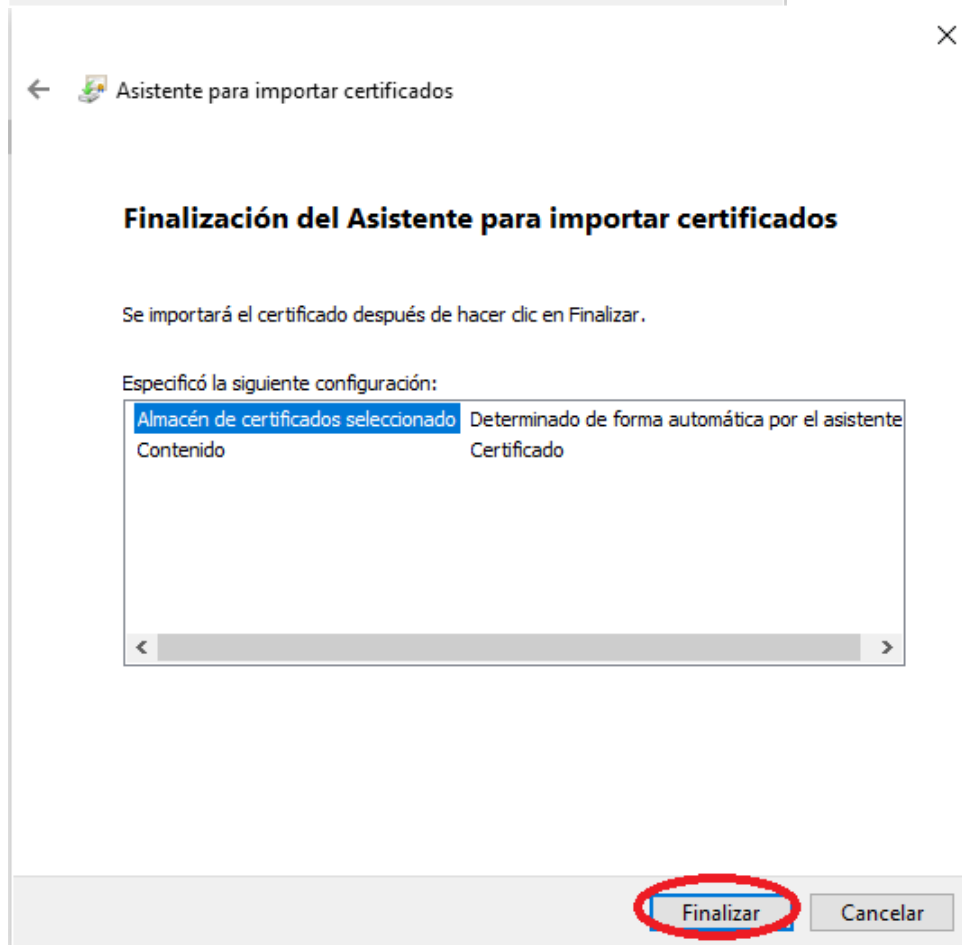 Asistente para importar certificados
Finalización del Asistente para importar certificados
Se importará el certificado después de hacer clic en Finalizar.
Especificó la siguiente configuración:
Almacén de certificados seleccionado Determinado de forma automática por el asistente
Contenido Certificado
Finalizar Cancelar